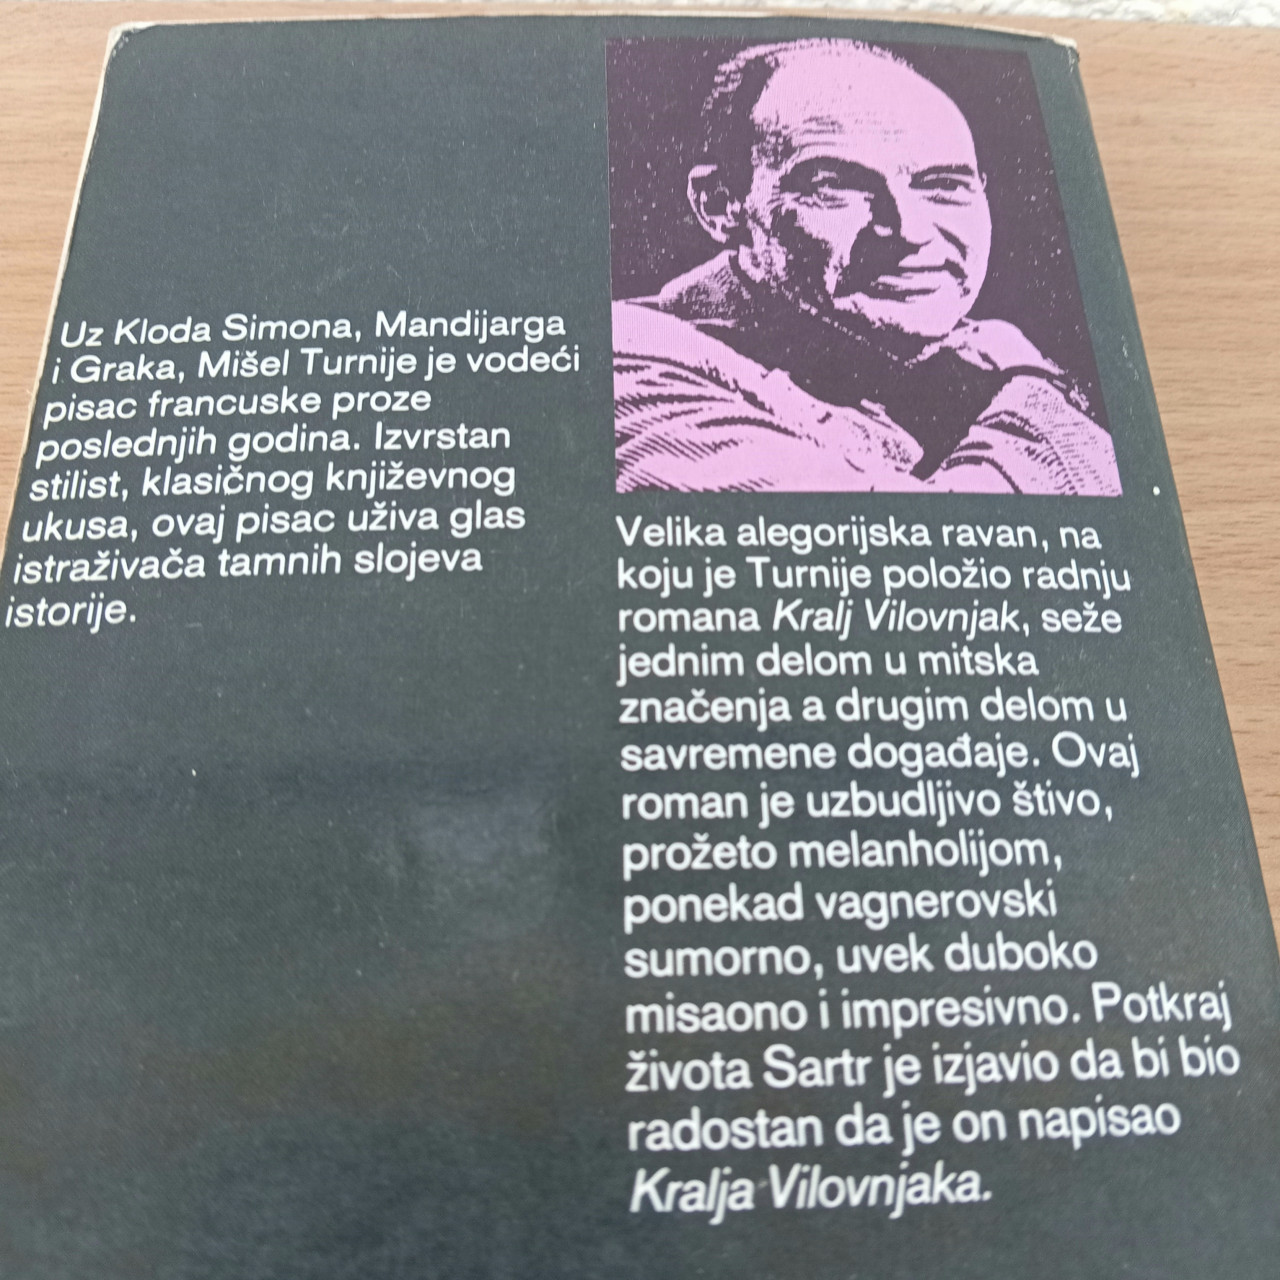 Uz Kloda Simona, Mandijarga
i Graka, Mišel Turnije je vodeći
pisac francuske proze
poslednjih godina. Izvrstan
stilist, klasičnog književnog
ukusa, ovaj pisac uživa glas
istraživača tamnih slojeva
istorije.
Velika alegorijska ravan, na
koju je Turnije položio radnju
romana Kralj Vilovnjak, seže
jednim delom u mitska
značenja a drugim delom u
savremene događaje. Ovaj
roman je uzbudljivo štivo,
prožeto melanholijom,
ponekad vagnerovski
sumorno, uvek duboko
misaono i impresivno. Potkraj
života Sartr je izjavio da bi bio
radostan da je on napisao
Kralja Vilovnjaka.